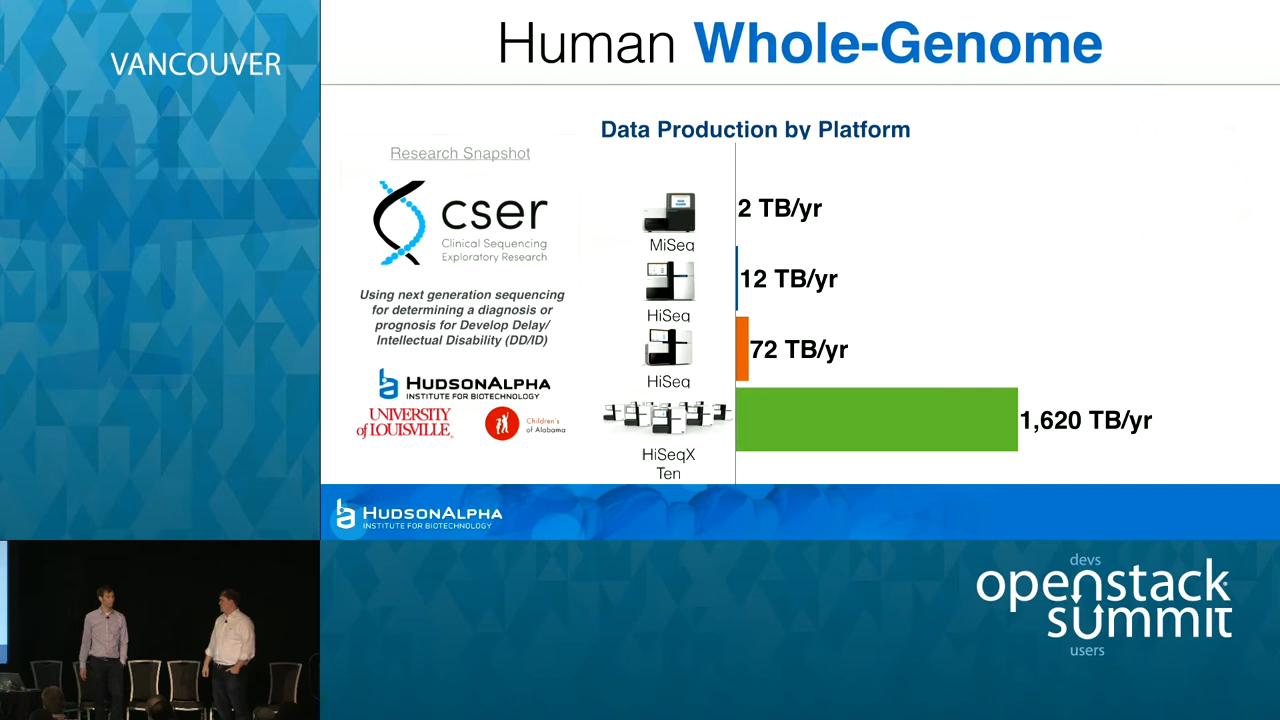 VANCOUVER
Human Whole-Genome
Data Production by Platform
Research Snapshot
cser
Clinical Sequencing
Exploratory Research
Using next generation sequencing
for determining a diagnosis or
prognosis for Develop Delay/
Intellectual Disability (DD/ID)
HUDSONALPHA
INSTITUTE FOR BIOTECHNOLOGY
UNIVERSITY
OF LOUISVILLE
Children's
of Alabama
MiSeq
2 TB/yr
HiSeq
12 TB/yr
HiSeq
72 TB/yr
HiSeqX
Ten
1,620 TB/yr
HUDSONALPHA
INSTITUTE FOR BIOTECHNOLOGY
devs
openstack
summit
users